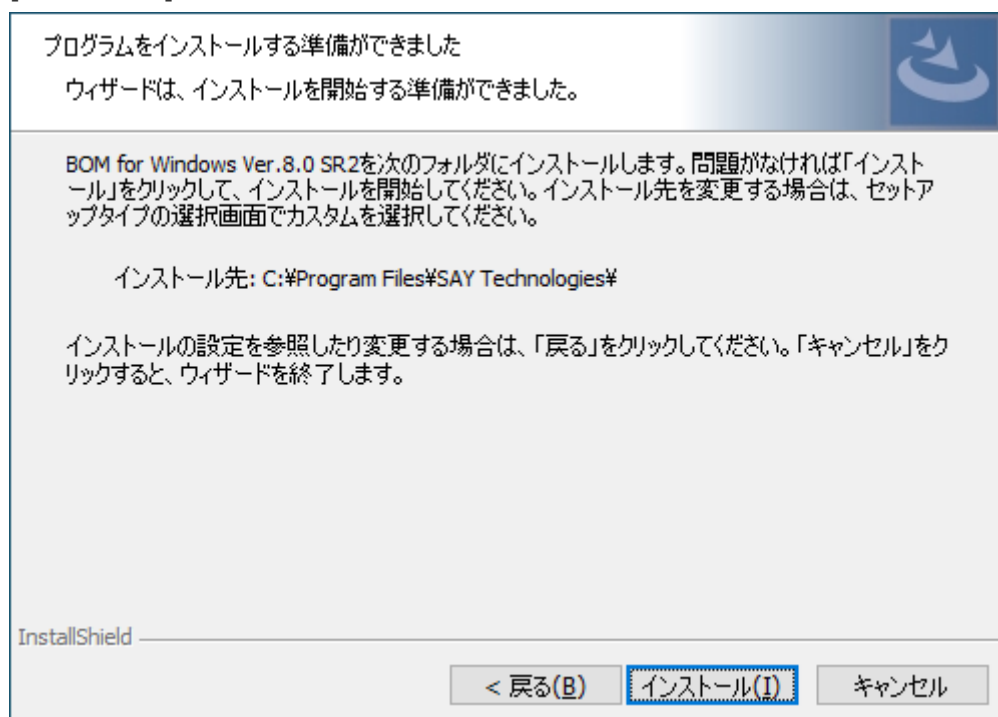 プログラムをインストールする準備ができました
ウィザードは、インストールを開始する準備ができました。
BOM for Windows Ver.8.0 SR2を次のフォルダにインストールします。問題がなければ「インスト
ール」をクリックして、インストールを開始してください。インストール先を変更する場合は、セットア
ップタイプの選択画面でカスタムを選択してください。
インストール先: C:¥Program Files¥SAY Technologies¥
インストールの設定を参照したり変更する場合は、「戻る」をクリックしてください。「キャンセル」をク
リックすると、ウィザードを終了します。
InstallShield
< 戻る(B)
インストール(I)
キャンセル